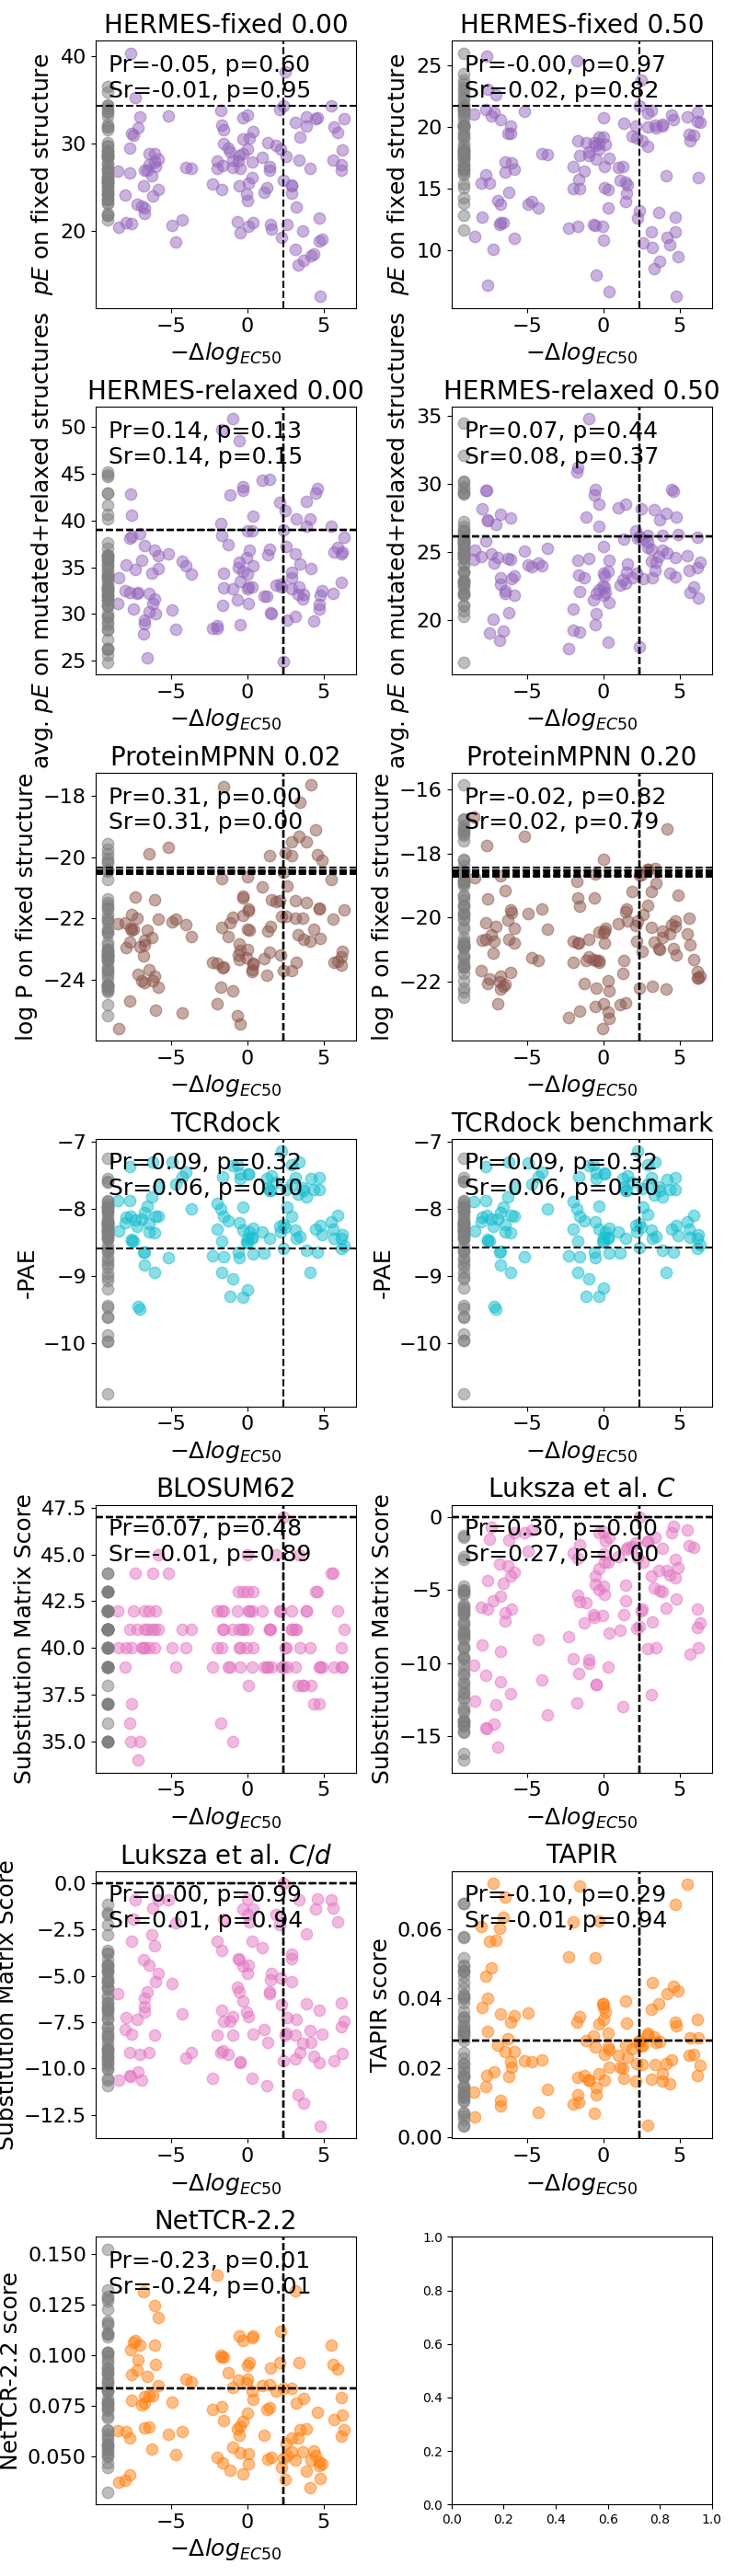 HERMES-fixed 0.00
Pr=-0.05, p=0.60
Sr=-0.01, p=0.95
40
30
20
pE on fixed structure
−5 0 5
−Δlog_EC50
HERMES-fixed 0.50
Pr=-0.00, p=0.97
Sr=0.02, p=0.82
25
20
15
10
pE on fixed structure
−5 0 5
−Δlog_EC50
HERMES-relaxed 0.00
Pr=0.14, p=0.13
Sr=0.14, p=0.15
50
45
40
35
30
25
avg. pE on mutated+relaxed structures
−5 0 5
−Δlog_EC50
HERMES-relaxed 0.50
Pr=0.07, p=0.44
Sr=0.08, p=0.37
35
30
25
20
avg. pE on mutated+relaxed structures
−5 0 5
−Δlog_EC50
ProteinMPNN 0.02
Pr=0.31, p=0.00
Sr=0.31, p=0.00
−18
−20
−22
−24
log P on fixed structure
−5 0 5
−Δlog_EC50
ProteinMPNN 0.20
Pr=-0.02, p=0.82
Sr=0.02, p=0.79
−16
−18
−20
−22
log P on fixed structure
−5 0 5
−Δlog_EC50
TCRdock
Pr=0.09, p=0.32
Sr=0.06, p=0.50
−7
−8
−9
−10
-PAE
−5 0 5
−Δlog_EC50
TCRdock benchmark
Pr=0.09, p=0.32
Sr=0.06, p=0.50
−7
−8
−9
−10
-PAE
−5 0 5
−Δlog_EC50
BLOSUM62
Pr=0.07, p=0.48
Sr=-0.01, p=0.89
47.5
45.0
42.5
40.0
37.5
35.0
Substitution Matrix Score
−5 0 5
−Δlog_EC50
Luksza et al. C
Pr=0.30, p=0.00
Sr=0.27, p=0.00
0
−5
−10
−15
Substitution Matrix Score
−5 0 5
−Δlog_EC50
Luksza et al. C/d
Pr=0.00, p=0.99
Sr=0.01, p=0.94
0.0
−2.5
−5.0
−7.5
−10.0
−12.5
Substitution Matrix Score
−5 0 5
−Δlog_EC50
TAPIR
Pr=-0.10, p=0.29
Sr=-0.01, p=0.94
0.06
0.04
0.02
0.00
TAPIR score
−5 0 5
−Δlog_EC50
NetTCR-2.2
Pr=-0.23, p=0.01
Sr=-0.24, p=0.01
0.150
0.125
0.100
0.075
0.050
NetTCR-2.2 score
−5 0 5
−Δlog_EC50
1.0
0.8
0.6
0.4
0.2
0.0
0.0 0.2 0.4 0.6 0.8 1.0